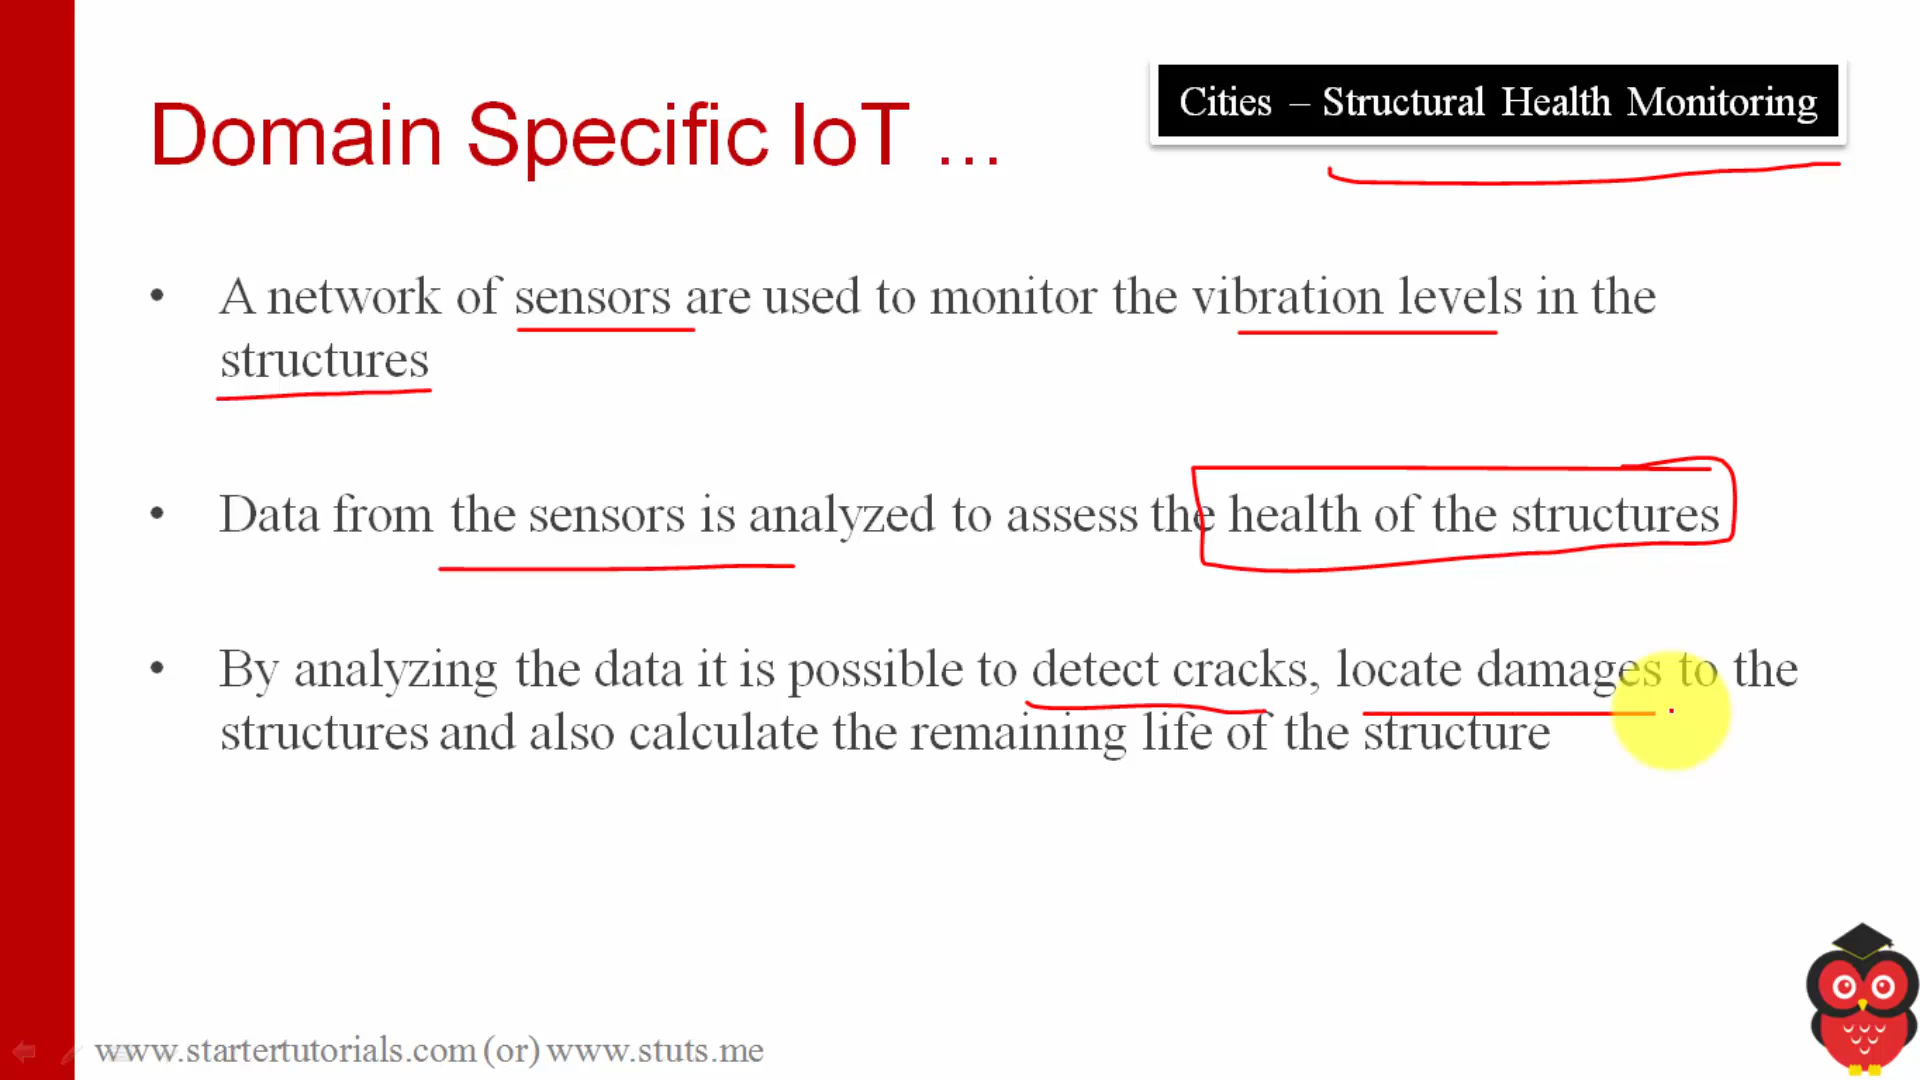 Cities – Structural Health Monitoring
Domain Specific IoT ...
• A network of sensors are used to monitor the vibration levels in the
structures
• Data from the sensors is analyzed to assess the health of the structures
• By analyzing the data it is possible to detect cracks, locate damages to the
structures and also calculate the remaining life of the structure
www.startertutorials.com (or) www.stuts.me